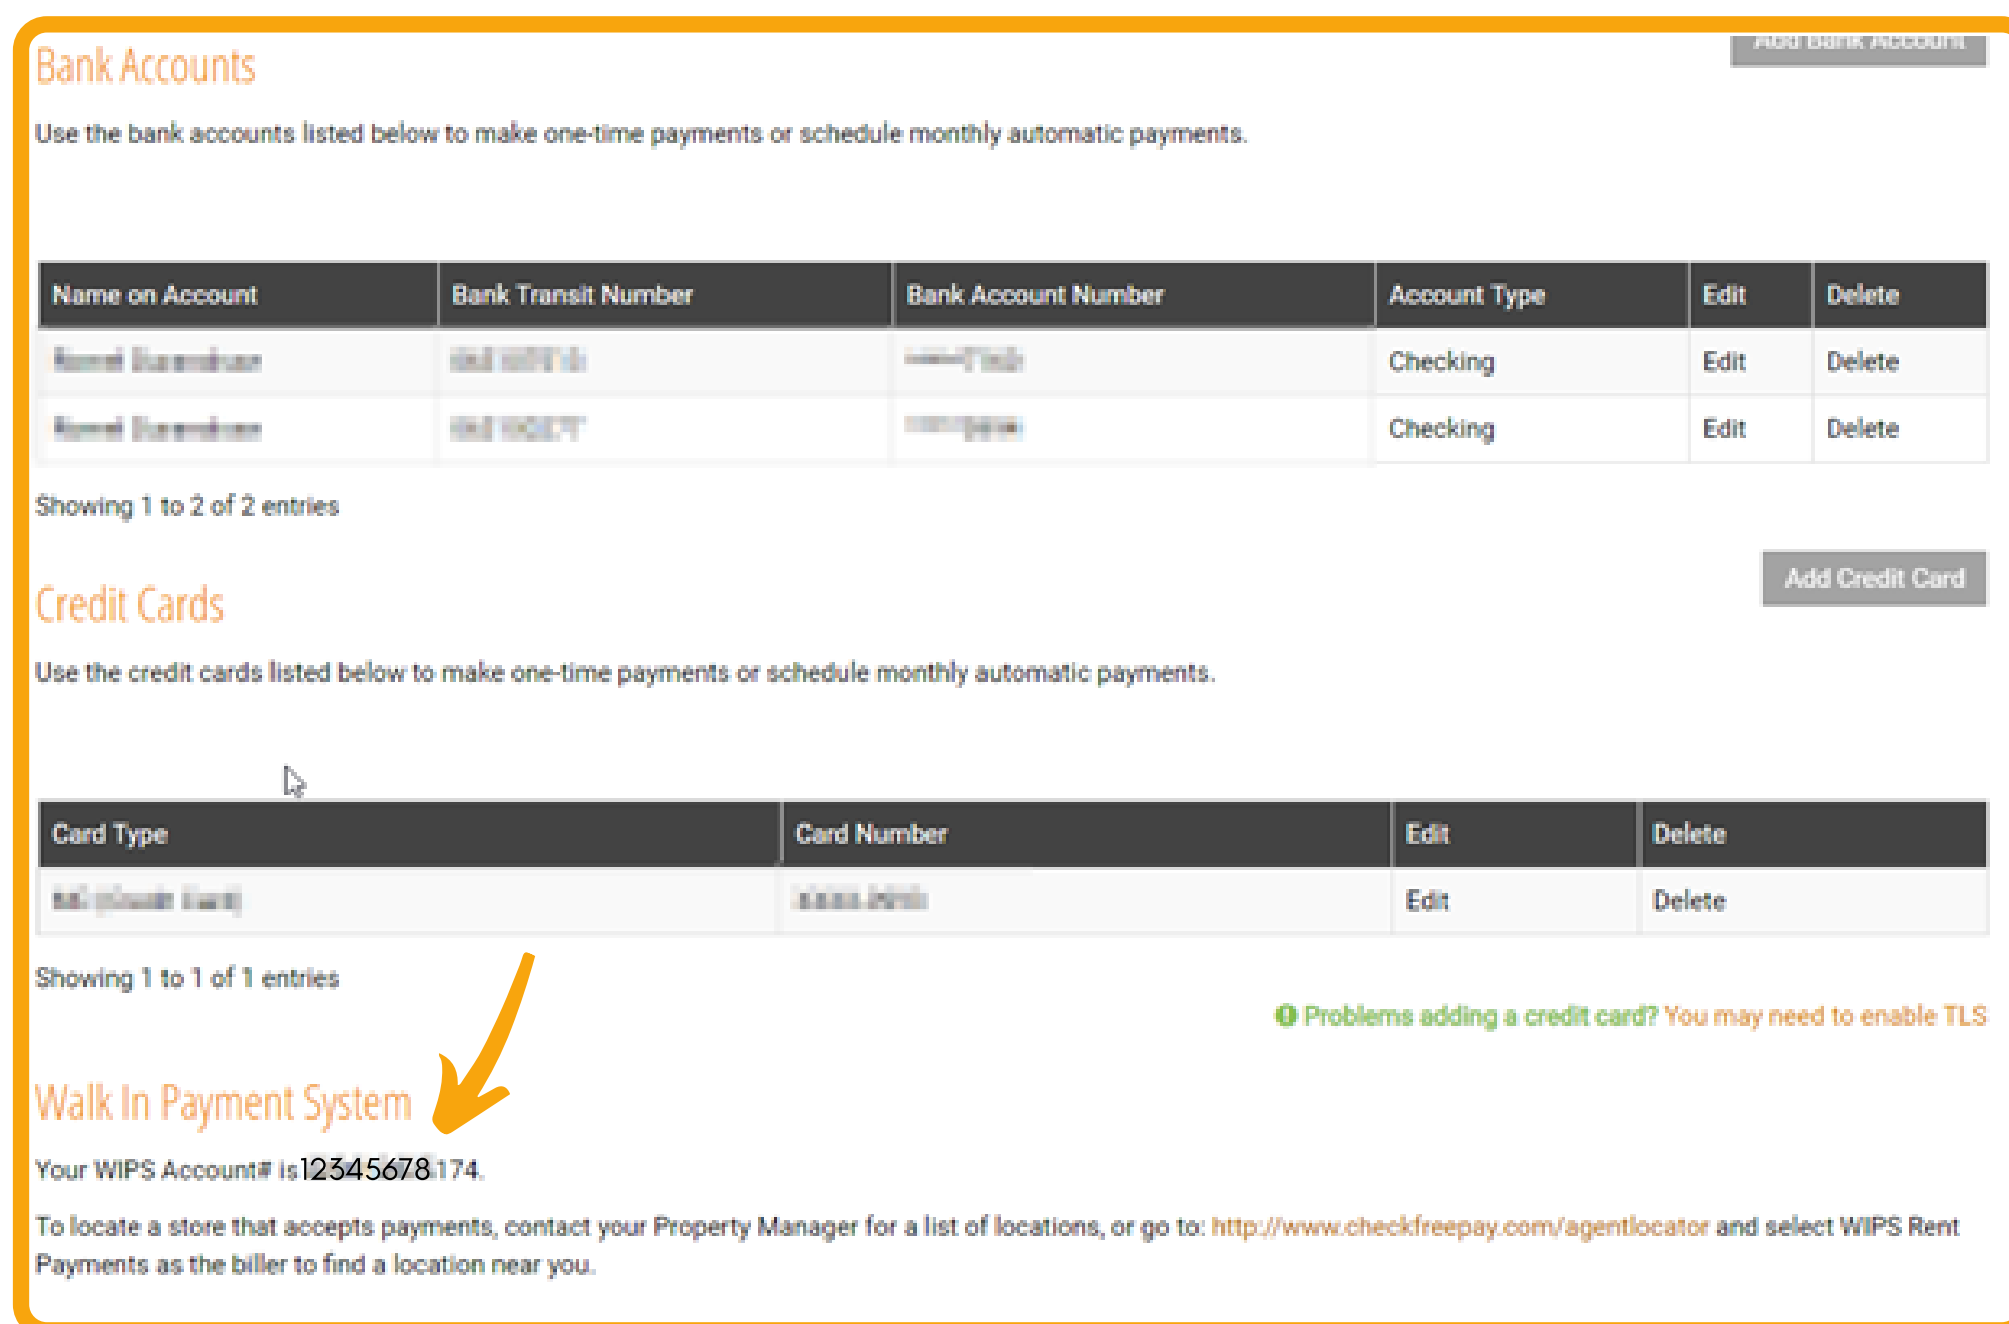 Add Bank Account
Bank Accounts
Use the bank accounts listed below to make one-time payments or schedule monthly automatic payments.
Name on Account Bank Transit Number Bank Account Number Account Type Edit Delete
Checking Edit Delete
Checking Edit Delete
Showing 1 to 2 of 2 entries
Add Credit Card
Credit Cards
Use the credit cards listed below to make one-time payments or schedule monthly automatic payments.
Card Type Card Number Edit Delete
Edit Delete
Showing 1 to 1 of 1 entries
Problems adding a credit card? You may need to enable TLS
Walk In Payment System
Your WIPS Account# is 12345678 174.
To locate a store that accepts payments, contact your Property Manager for a list of locations, or go to: http://www.checkfreepay.com/agentlocator and select WIPS Rent
Payments as the biller to find a location near you.